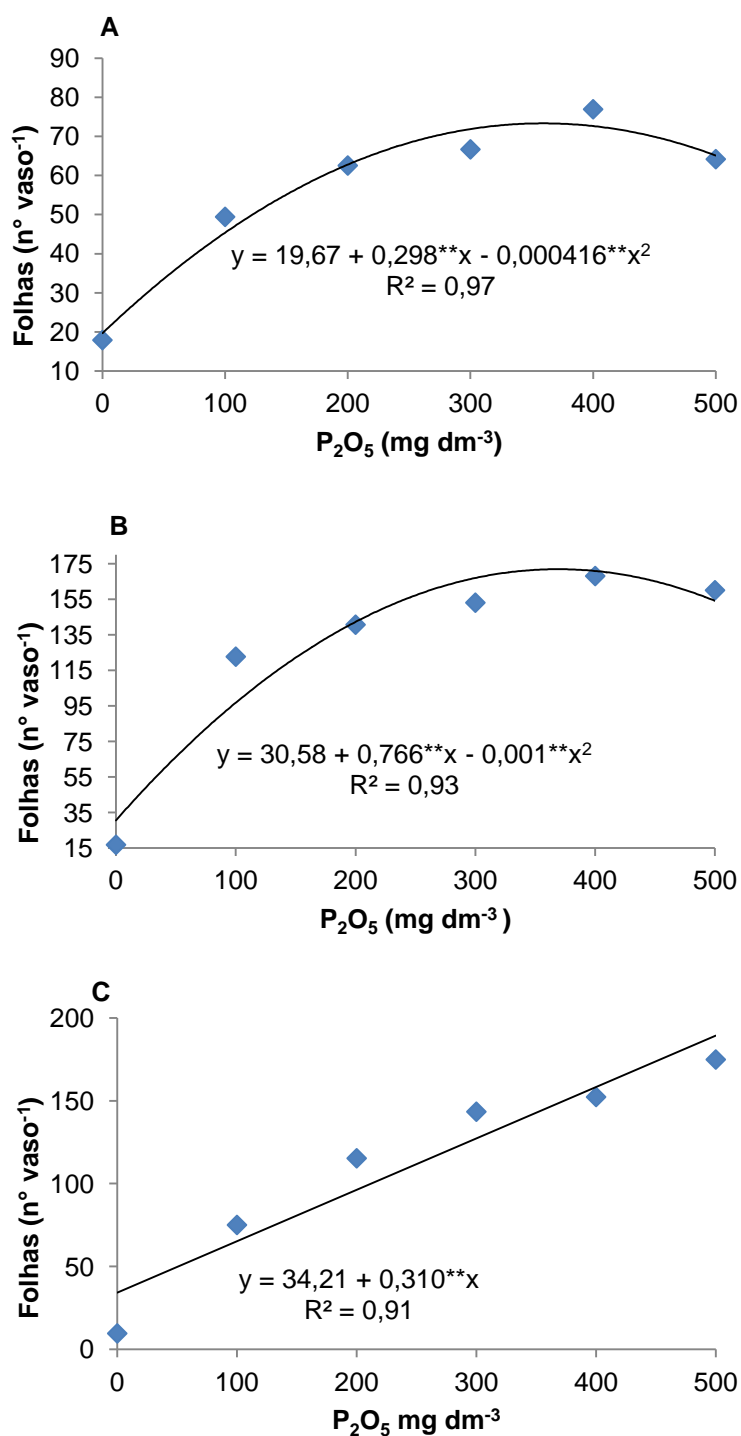 A
90
80
70
60
50
40
30
20
10
Folhas (n° vaso⁻¹)
y = 19,67 + 0,298**x - 0,000416**x²
R² = 0,97
0 100 200 300 400 500
P₂O₅ (mg dm⁻³)
B
175
155
135
115
95
75
55
35
15
Folhas (n° vaso⁻¹)
y = 30,58 + 0,766**x - 0,001**x²
R² = 0,93
0 100 200 300 400 500
P₂O₅ (mg dm⁻³ )
C
200
150
100
50
0
Folhas (n° vaso⁻¹)
y = 34,21 + 0,310**x
R² = 0,91
0 100 200 300 400 500
P₂O₅ mg dm⁻³